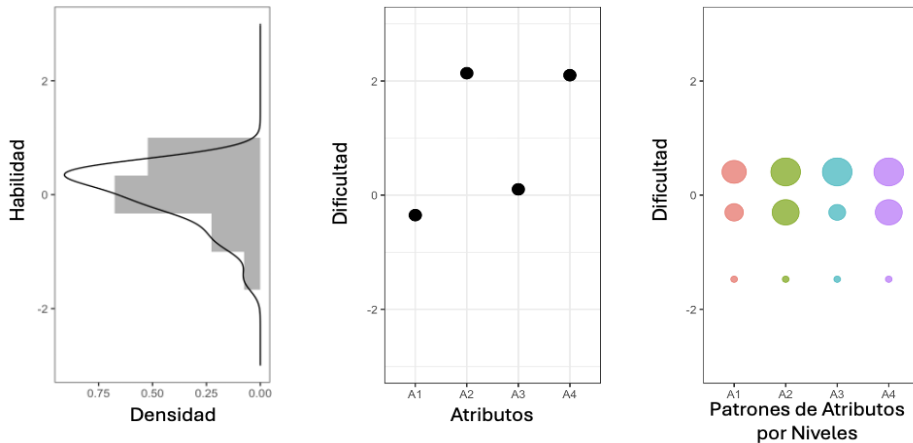 Habilidad
2
0
-2
0.75 0.50 0.25 0.00
Densidad
Dificultad
2
0
-2
A1 A2 A3 A4
Atributos
Dificultad
2
0
-2
A1 A2 A3 A4
Patrones de Atributos
por Niveles